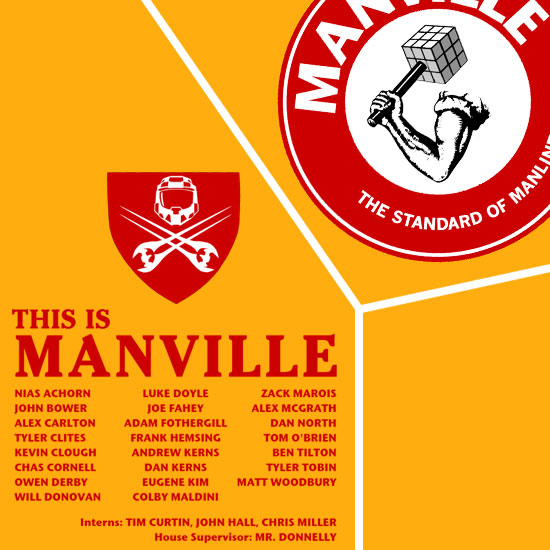 MANVILLE
THE STANDARD OF MANLIN
THIS IS
MANVILLE
NIAS ACHORN
JOHN BOWER
ALEX CARLTON
TYLER CLITES
KEVIN CLOUGH
CHAS CORNELL
OWEN DERBY
WILL DONOVAN
LUKE DOYLE
JOE FAHEY
ADAM FOTHERGILL
FRANK HEMSING
ANDREW KERNS
DAN KERNS
EUGENE KIM
COLBY MALDINI
ZACK MAROIS
ALEX MCGRATH
DAN NORTH
TOM O'BRIEN
BEN TILTON
TYLER TOBIN
MATT WOODBURY
Interns: TIM CURTIN, JOHN HALL, CHRIS MILLER
House Supervisor: MR. DONNELLY